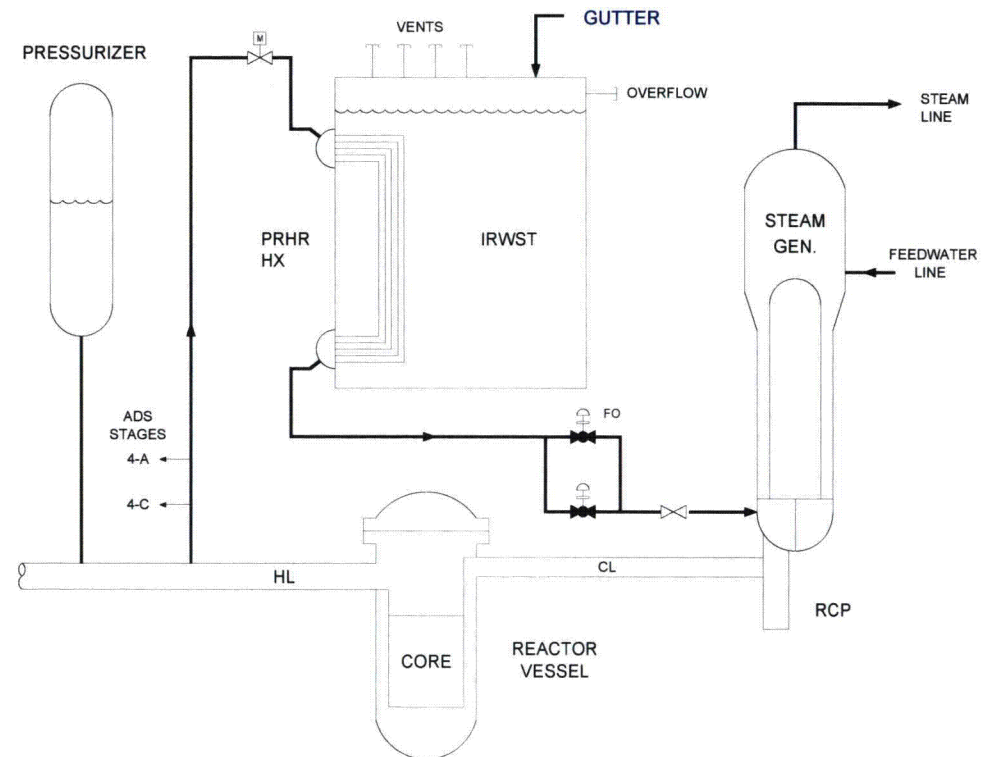 GUTTER
VENTS
M
PRESSURIZER
OVERFLOW
STEAM
LINE
PRHR
HX
IRWST
STEAM
GEN.
FEEDWATER
LINE
ADS
STAGES
4-A
4-C
FO
HL
CL
CORE
REACTOR
VESSEL
RCP